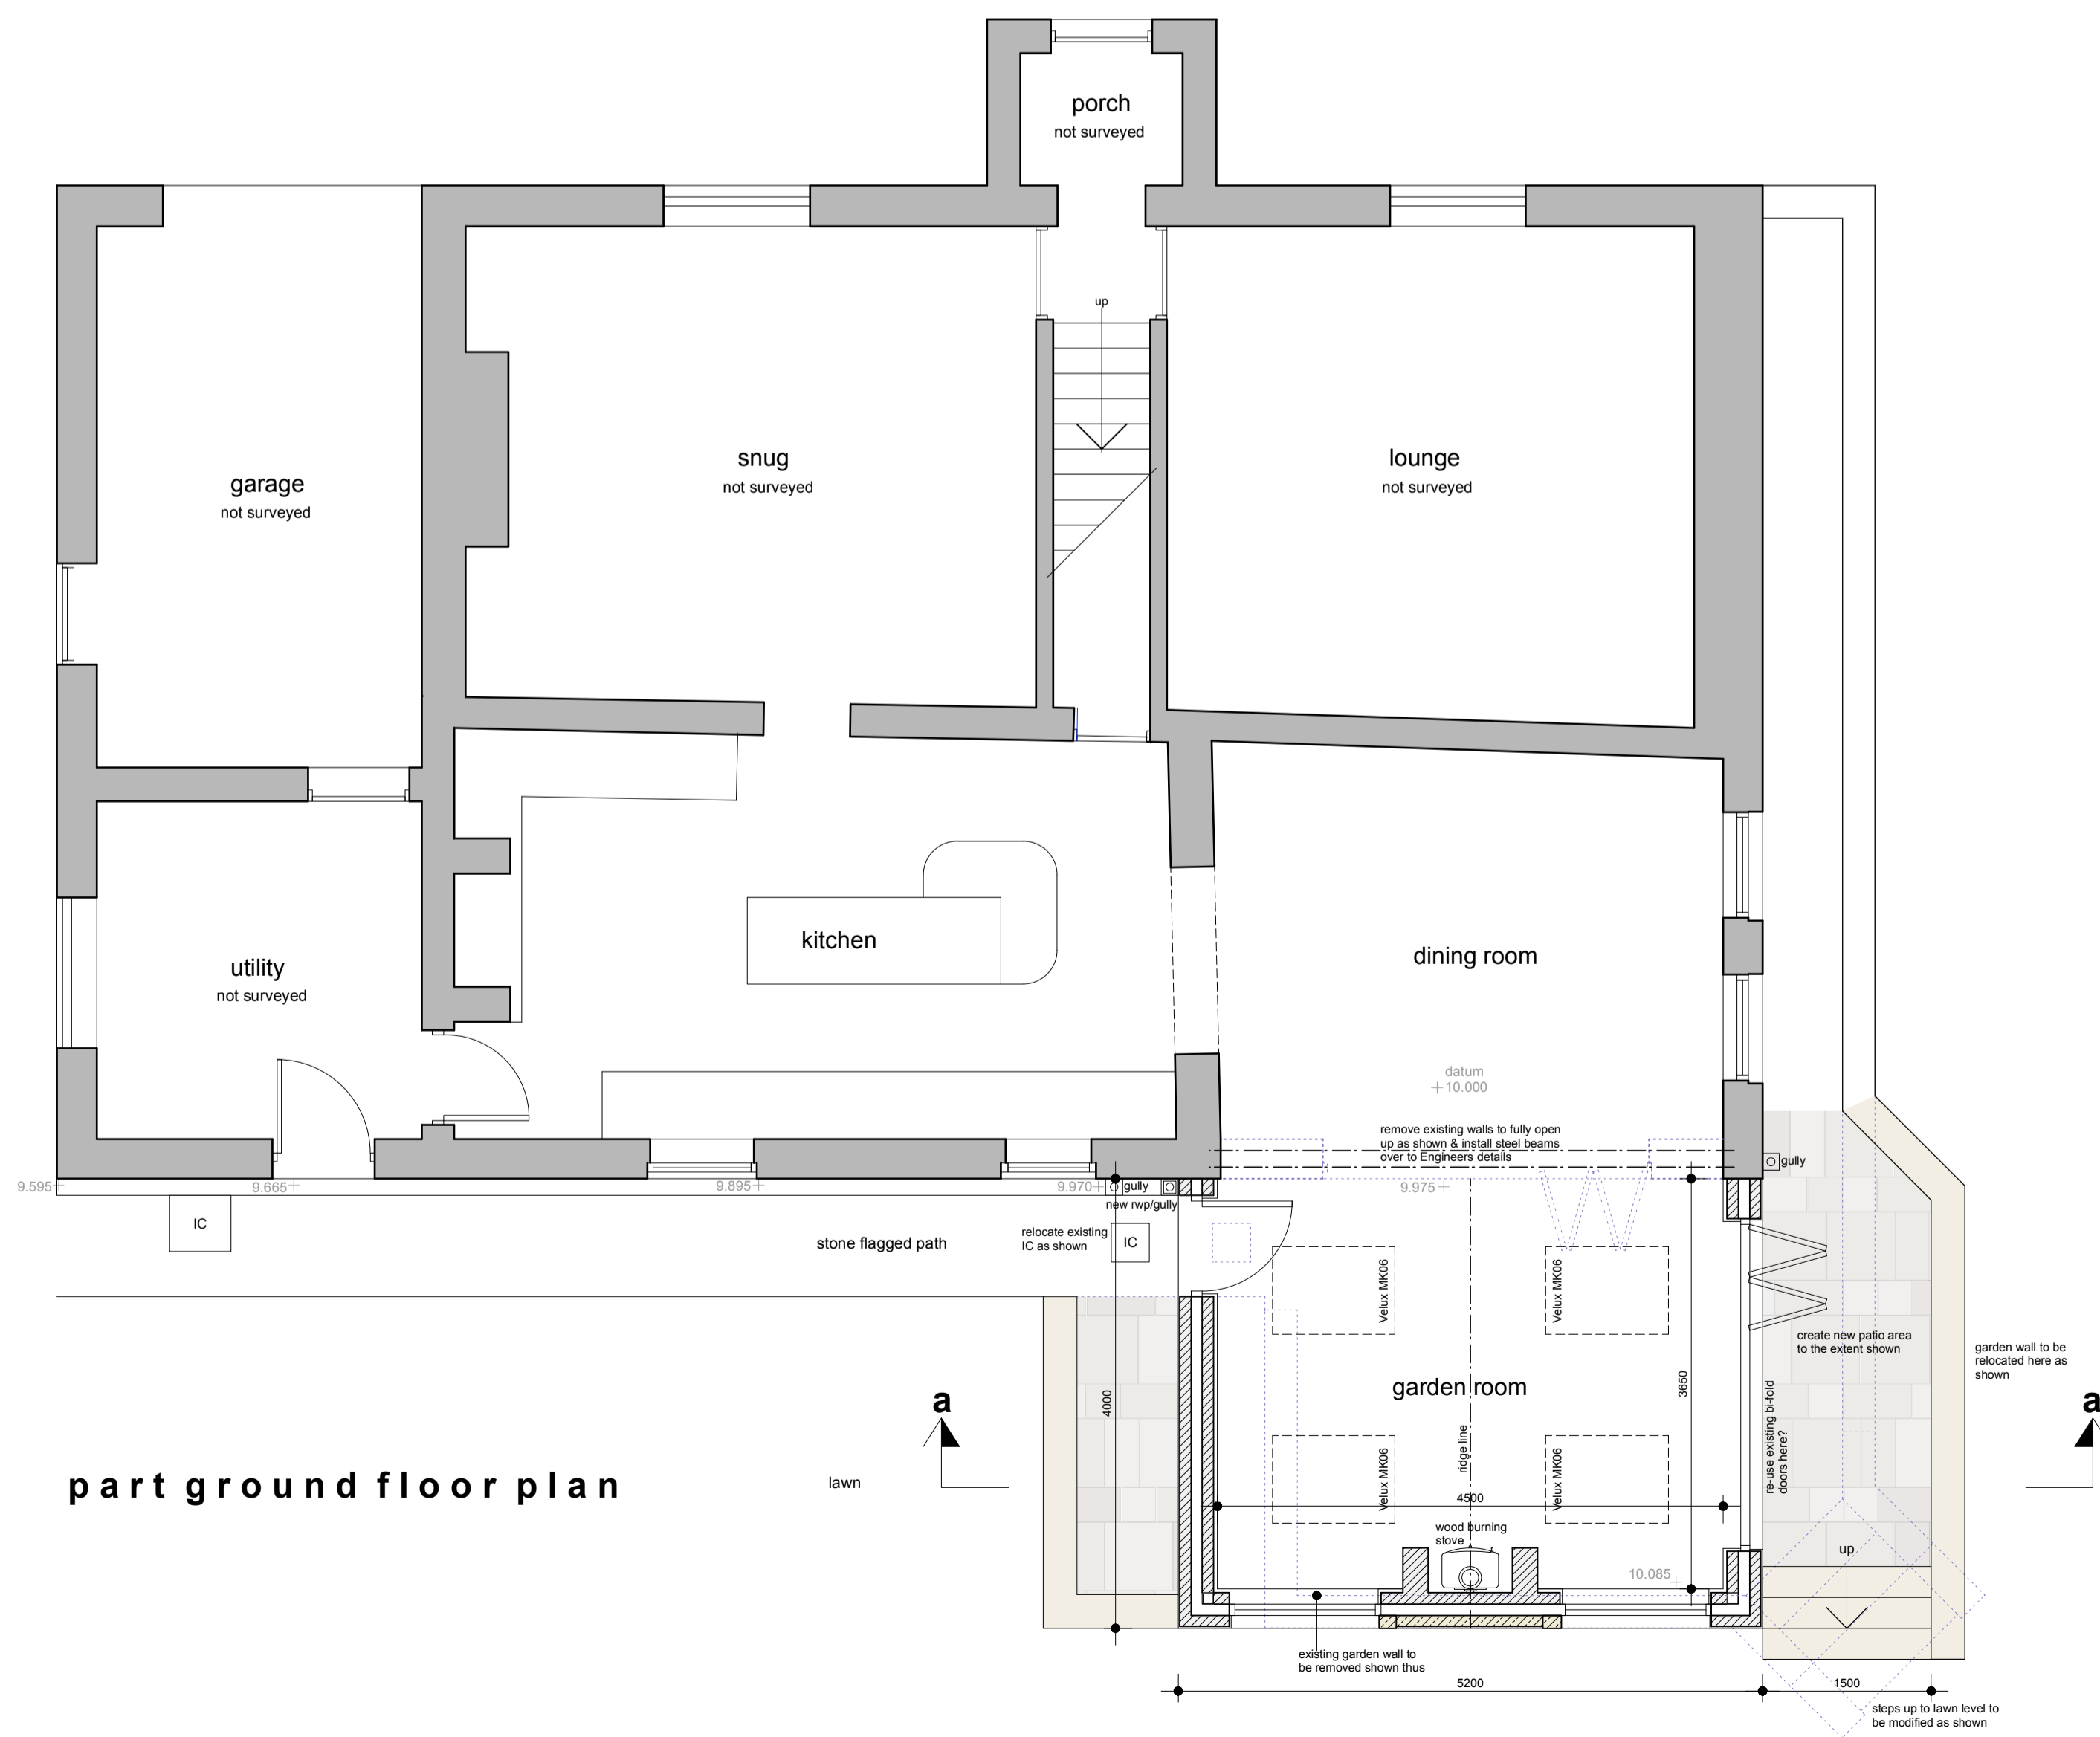 porch
not surveyed
up
snug
not surveyed
lounge
not surveyed
garage
not surveyed
kitchen
dining room
utility
not surveyed
datum
10.000
remove existing walls to fully open
up as shown & install steel beams
over to Engineers details
gully
9.595
9.665
9.895
9.970
gully
9.975
new rwp/gully
IC
stone flagged path
relocate existing
IC as shown
IC
Velux MK06
Velux MK06
create new patio area
to the extent shown
garden wall to be
relocated here as
shown
garden room
3650
4000
a
a
re-use existing bi-fold
doors here?
ridge line
part ground floor plan
lawn
Velux MK06
Velux MK06
4500
wood burning
stove
up
10.085
existing garden wall to
be removed shown thus
5200
1500
steps up to lawn level to
be modified as shown